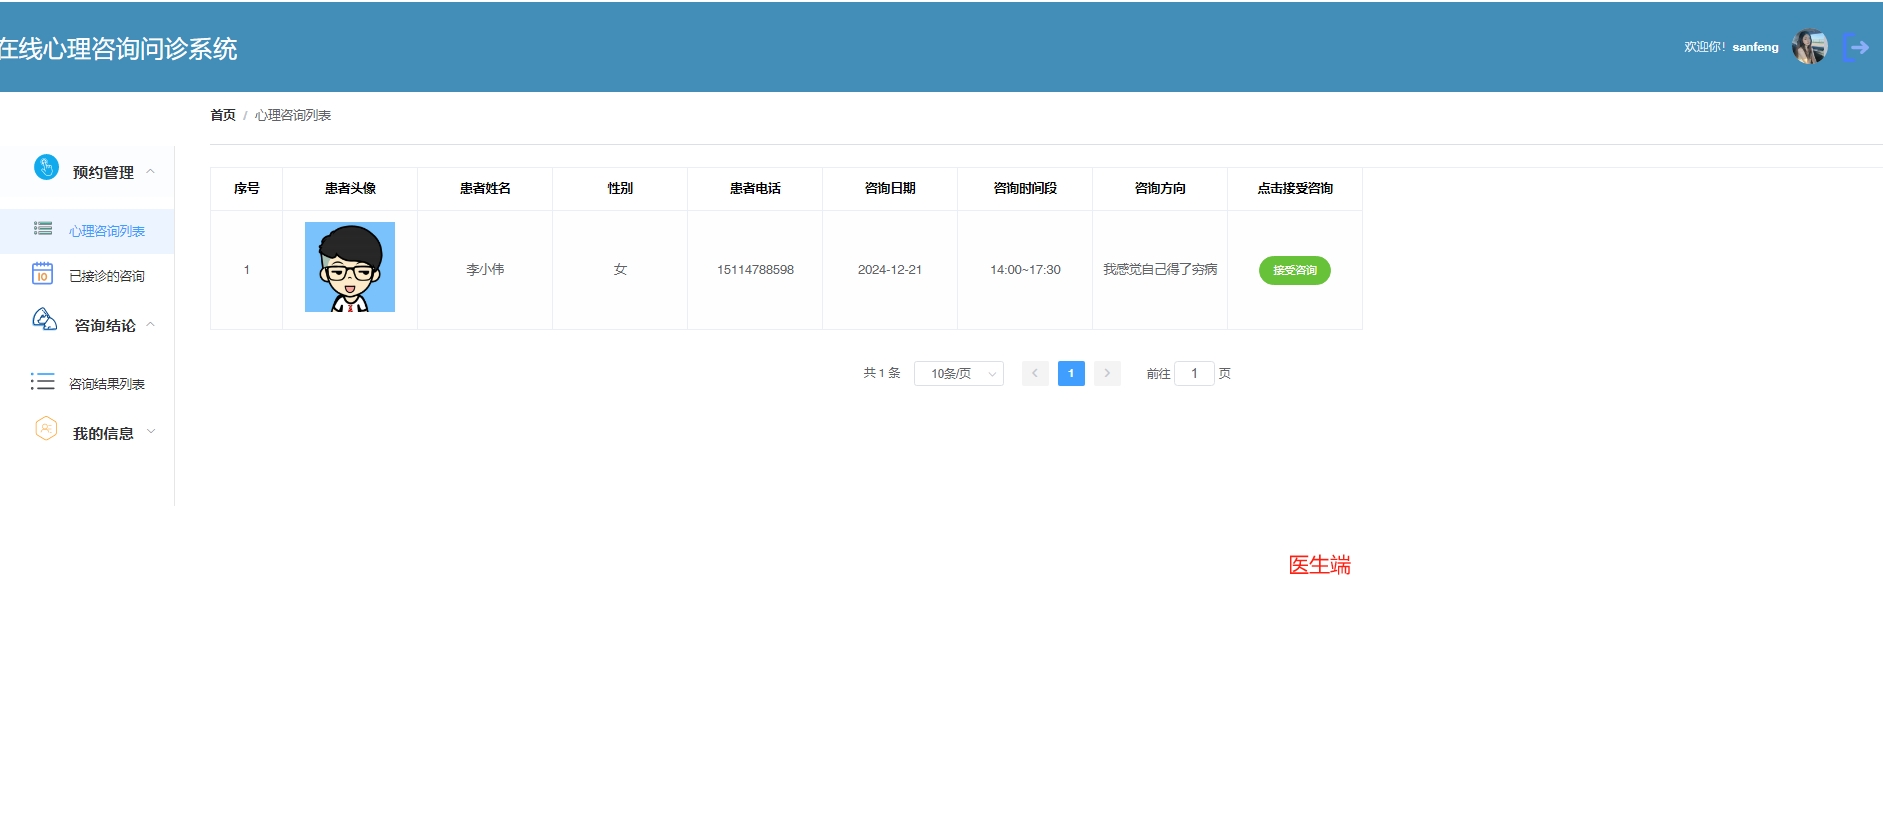 在线心理咨询问诊系统
欢迎你! sanfeng
首页 / 心理咨询列表
预约管理
心理咨询列表
已接诊的咨询
咨询结论
咨询结果列表
我的信息
序号 患者头像 患者姓名 性别 患者电话 咨询日期 咨询时间段 咨询方向 点击接受咨询
1 李小伟 女 15114788598 2024-12-21 14:00~17:30 我感觉自己得了穷病 接受咨询
共 1 条 10条/页 1 前往 1 页
医生端